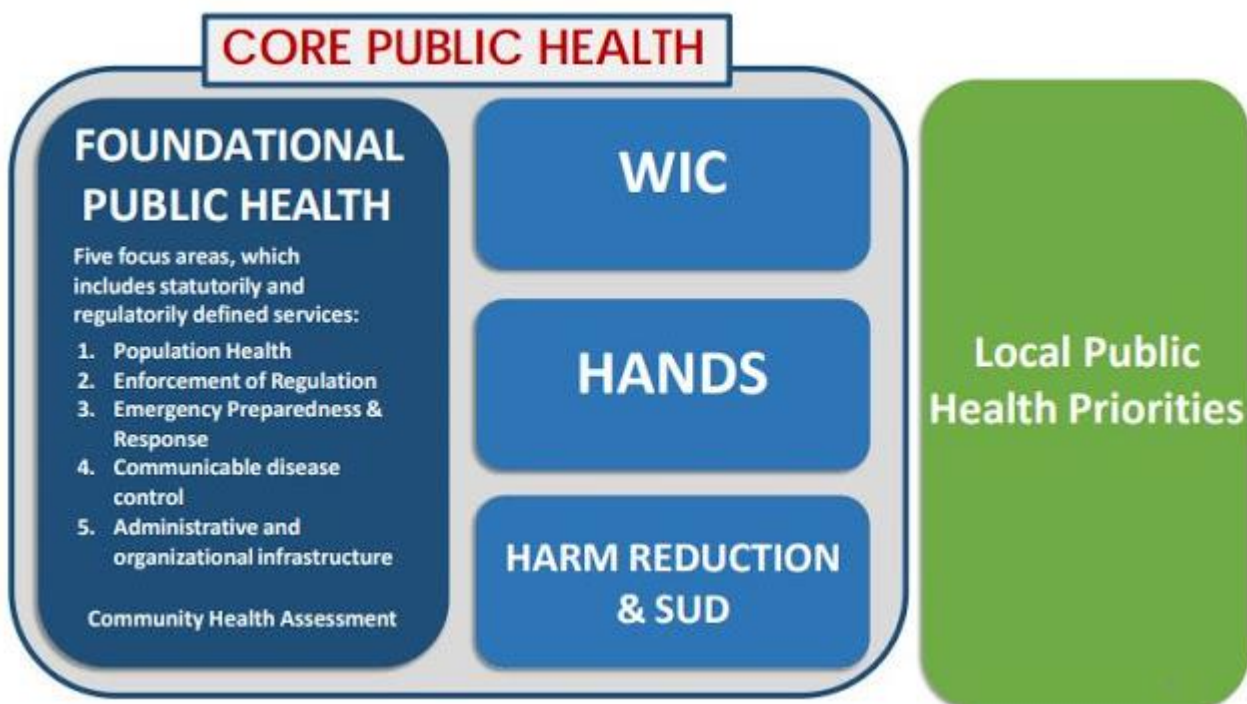 CORE PUBLIC HEALTH
FOUNDATIONAL
PUBLIC HEALTH
Five focus areas, which
includes statutorily and
regulatorily defined services:
1. Population Health
2. Enforcement of Regulation
3. Emergency Preparedness &
Response
4. Communicable disease
control
5. Administrative and
organizational infrastructure
Community Health Assessment
WIC
HANDS
HARM REDUCTION
& SUD
Local Public
Health Priorities